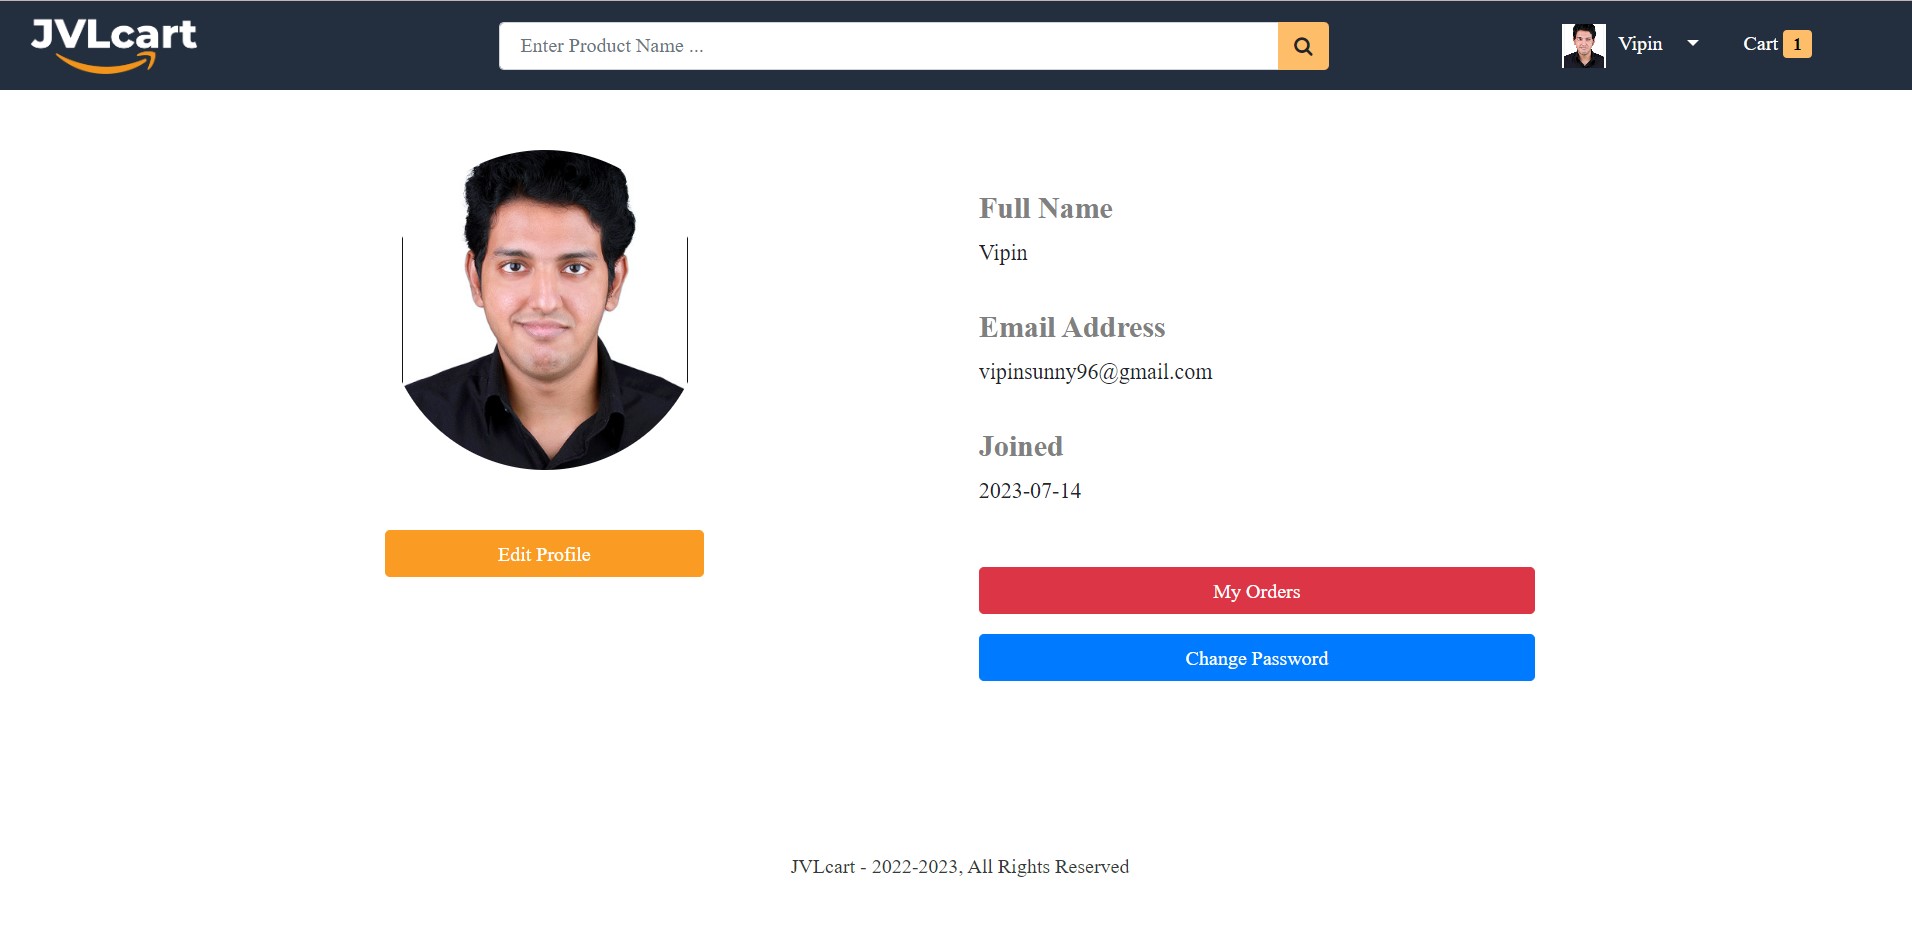 JVLcart
Enter Product Name ...
Vipin
Cart 1
Full Name
Vipin
Email Address
vipinsunny96@gmail.com
Joined
2023-07-14
Edit Profile
My Orders
Change Password
JVLcart - 2022-2023, All Rights Reserved